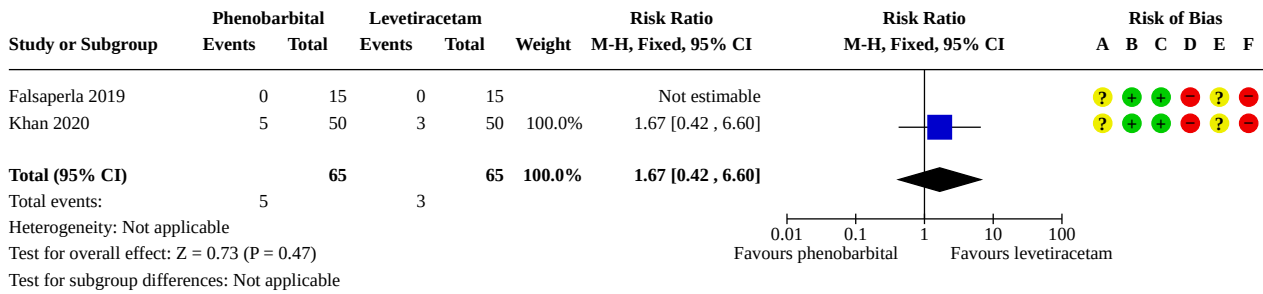 Phenobarbital Levetiracetam Risk Ratio Risk Ratio Risk of Bias
Study or Subgroup Events Total Events Total Weight M-H, Fixed, 95% CI M-H, Fixed, 95% CI A B C D E F
Falsaperla 2019 0 15 0 15 Not estimable ? + + − ? −
Khan 2020 5 50 3 50 100.0% 1.67 [0.42 , 6.60] ? + + − ? −
Total (95% CI) 65 65 100.0% 1.67 [0.42 , 6.60]
Total events: 5 3
Heterogeneity: Not applicable
0.01 0.1 1 10 100
Test for overall effect: Z = 0.73 (P = 0.47) Favours phenobarbital Favours levetiracetam
Test for subgroup differences: Not applicable